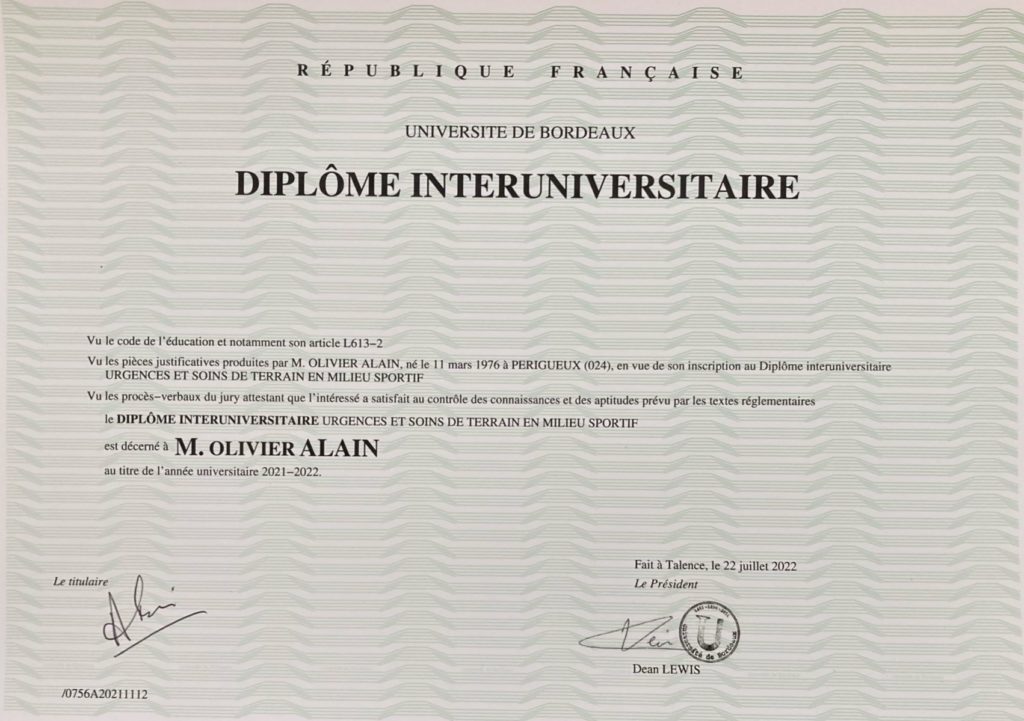 RÉPUBLIQUE FRANÇAISE
UNIVERSITE DE BORDEAUX
DIPLÔME INTERUNIVERSITAIRE
Vu le code de l'éducation et notamment son article L613–2
Vu les pièces justificatives produites par M. OLIVIER ALAIN, né le 11 mars 1976 à PERIGUEUX (024), en vue de son inscription au Diplôme interuniversitaire
URGENCES ET SOINS DE TERRAIN EN MILIEU SPORTIF
Vu les procès–verbaux du jury attestant que l'intéressé a satisfait au contrôle des connaissances et des aptitudes prévu par les textes réglementaires
le DIPLÔME INTERUNIVERSITAIRE URGENCES ET SOINS DE TERRAIN EN MILIEU SPORTIF
est décerné à M. OLIVIER ALAIN
au titre de l'année universitaire 2021–2022.
Fait à Talence, le 22 juillet 2022
Le titulaire
Le Président
U
université de Bordeaux
Dean LEWIS
/0756A20211112